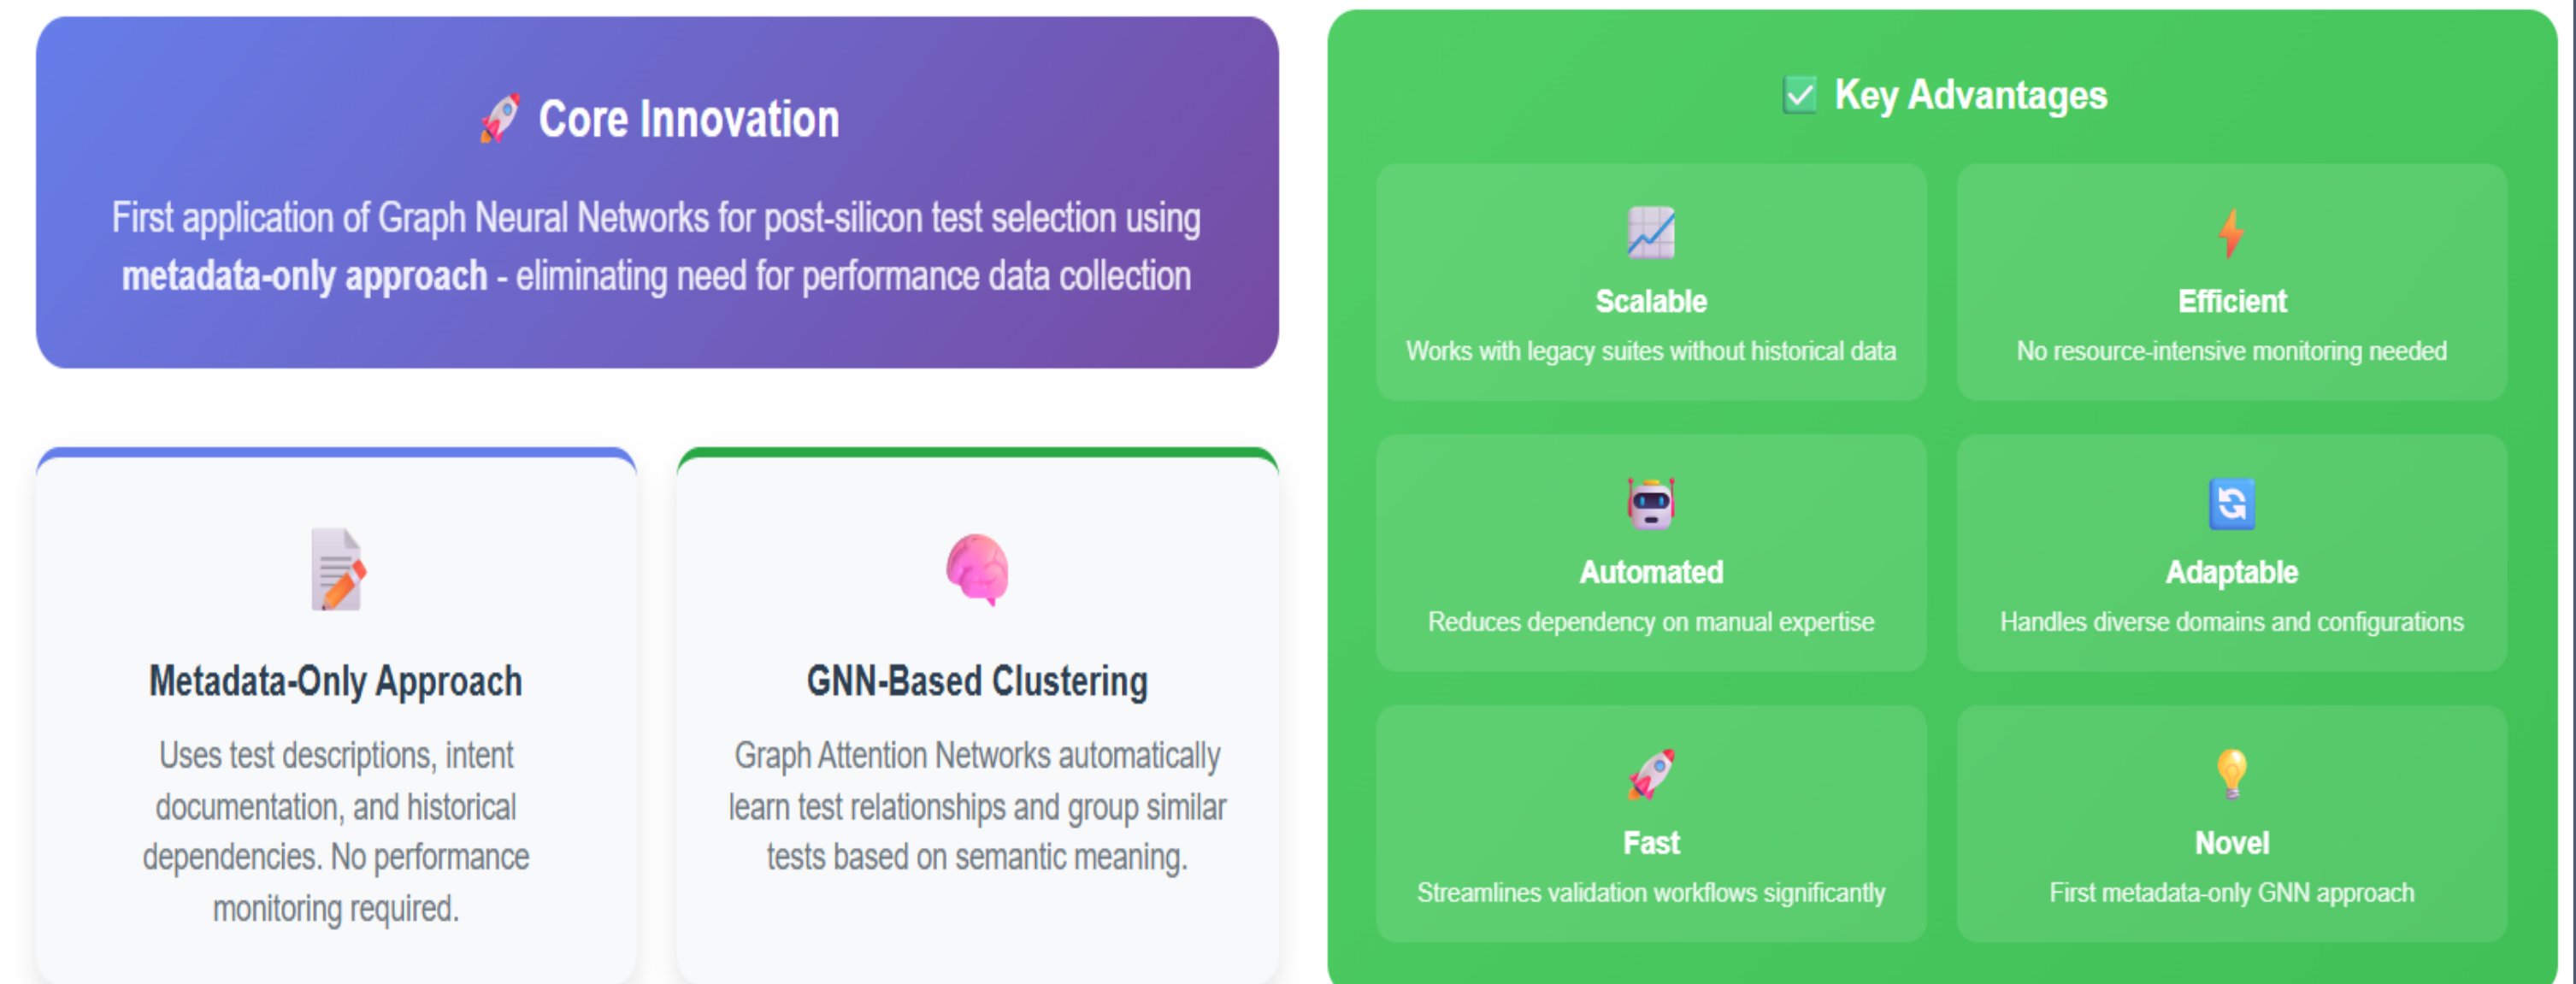 Core Innovation
First application of Graph Neural Networks for post-silicon test selection using
metadata-only approach - eliminating need for performance data collection
Metadata-Only Approach
Uses test descriptions, intent
documentation, and historical
dependencies. No performance
monitoring required.
GNN-Based Clustering
Graph Attention Networks automatically
learn test relationships and group similar
tests based on semantic meaning.
Key Advantages
Scalable
Works with legacy suites without historical data
Efficient
No resource-intensive monitoring needed
Automated
Reduces dependency on manual expertise
Adaptable
Handles diverse domains and configurations
Fast
Streamlines validation workflows significantly
Novel
First metadata-only GNN approach